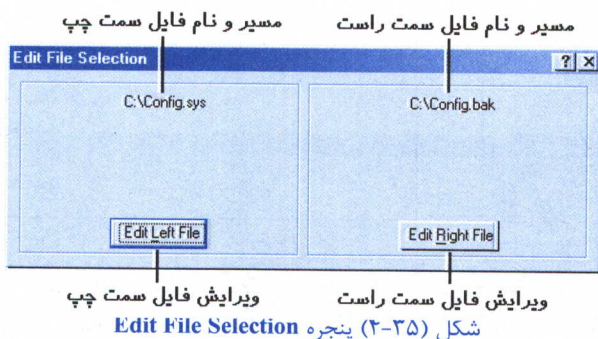 مسیر و نام فایل سمت چپ
مسیر و نام فایل سمت راست
Edit File Selection
C:\Config.sys
C:\Config.bak
Edit Left File
Edit Right File
ویرایش فایل سمت چپ
ویرایش فایل سمت راست
شکل (۳۵-۲) پنجره Edit File Selection